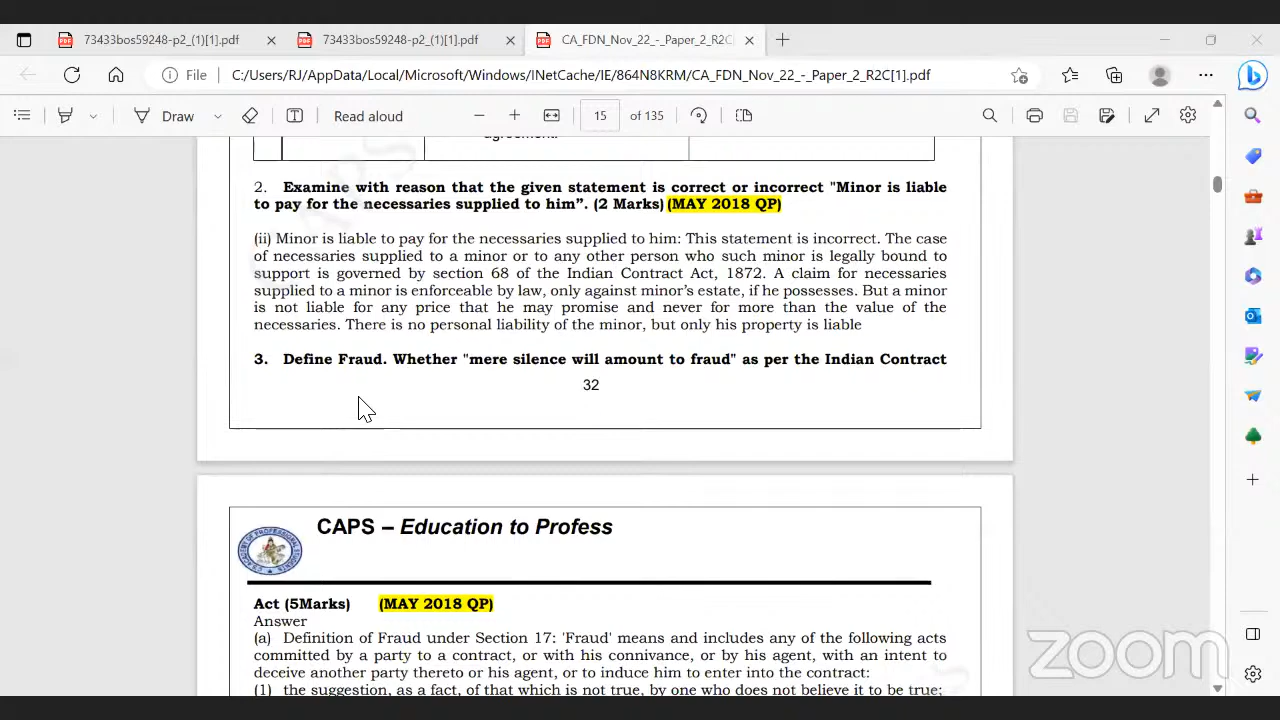 73433bos59248-p2_(1)[1].pdf
73433bos59248-p2_(1)[1].pdf
CA_FDN_Nov_22_-_Paper_2_R2C[
File
C:/Users/RJ/AppData/Local/Microsoft/Windows/INetCache/IE/864N8KRM/CA_FDN_Nov_22_-_Paper_2_R2C[1].pdf
Draw
Read aloud
15
of 135
agreement.
2. Examine with reason that the given statement is correct or incorrect "Minor is liable
to pay for the necessaries supplied to him”. (2 Marks) (MAY 2018 QP)
(ii) Minor is liable to pay for the necessaries supplied to him: This statement is incorrect. The case
of necessaries supplied to a minor or to any other person who such minor is legally bound to
support is governed by section 68 of the Indian Contract Act, 1872. A claim for necessaries
supplied to a minor is enforceable by law, only against minor’s estate, if he possesses. But a minor
is not liable for any price that he may promise and never for more than the value of the
necessaries. There is no personal liability of the minor, but only his property is liable
3. Define Fraud. Whether "mere silence will amount to fraud" as per the Indian Contract
32
CAPS – Education to Profess
Act (5Marks) (MAY 2018 QP)
Answer
(a) Definition of Fraud under Section 17: 'Fraud' means and includes any of the following acts
committed by a party to a contract, or with his connivance, or by his agent, with an intent to
deceive another party thereto or his agent, or to induce him to enter into the contract:
(1) the suggestion, as a fact, of that which is not true, by one who does not believe it to be true;
zoom